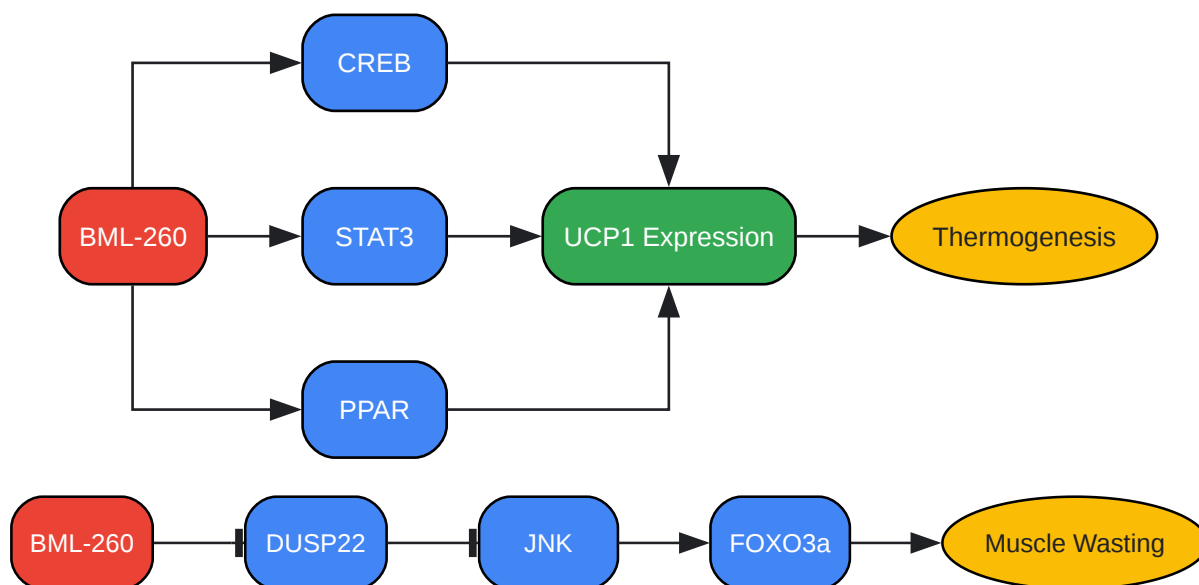 CREB
BML-260
STAT3
UCP1 Expression
Thermogenesis
PPAR
BML-260
DUSP22
JNK
FOXO3a
Muscle Wasting